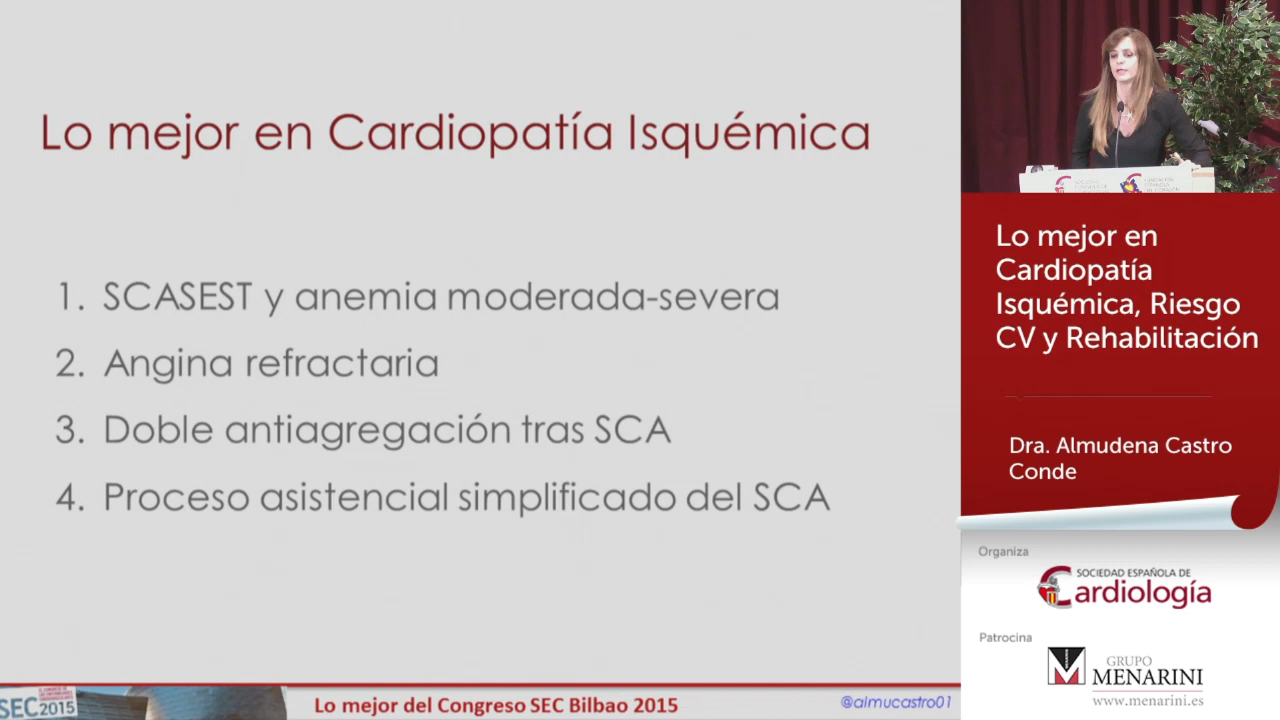 Lo mejor en Cardiopatía Isquémica
1. SCASEST y anemia moderada-severa
2. Angina refractaria
3. Doble antiagregación tras SCA
4. Proceso asistencial simplificado del SCA
SEC2015
Lo mejor del Congreso SEC Bilbao 2015
@almucastro01
Lo mejor en
Cardiopatía
Isquémica, Riesgo
CV y Rehabilitación
Dra. Almudena Castro
Conde
Organiza
SOCIEDAD ESPAÑOLA DE
Cardiología
Patrocina
GRUPO
MENARINI
www.menarini.es